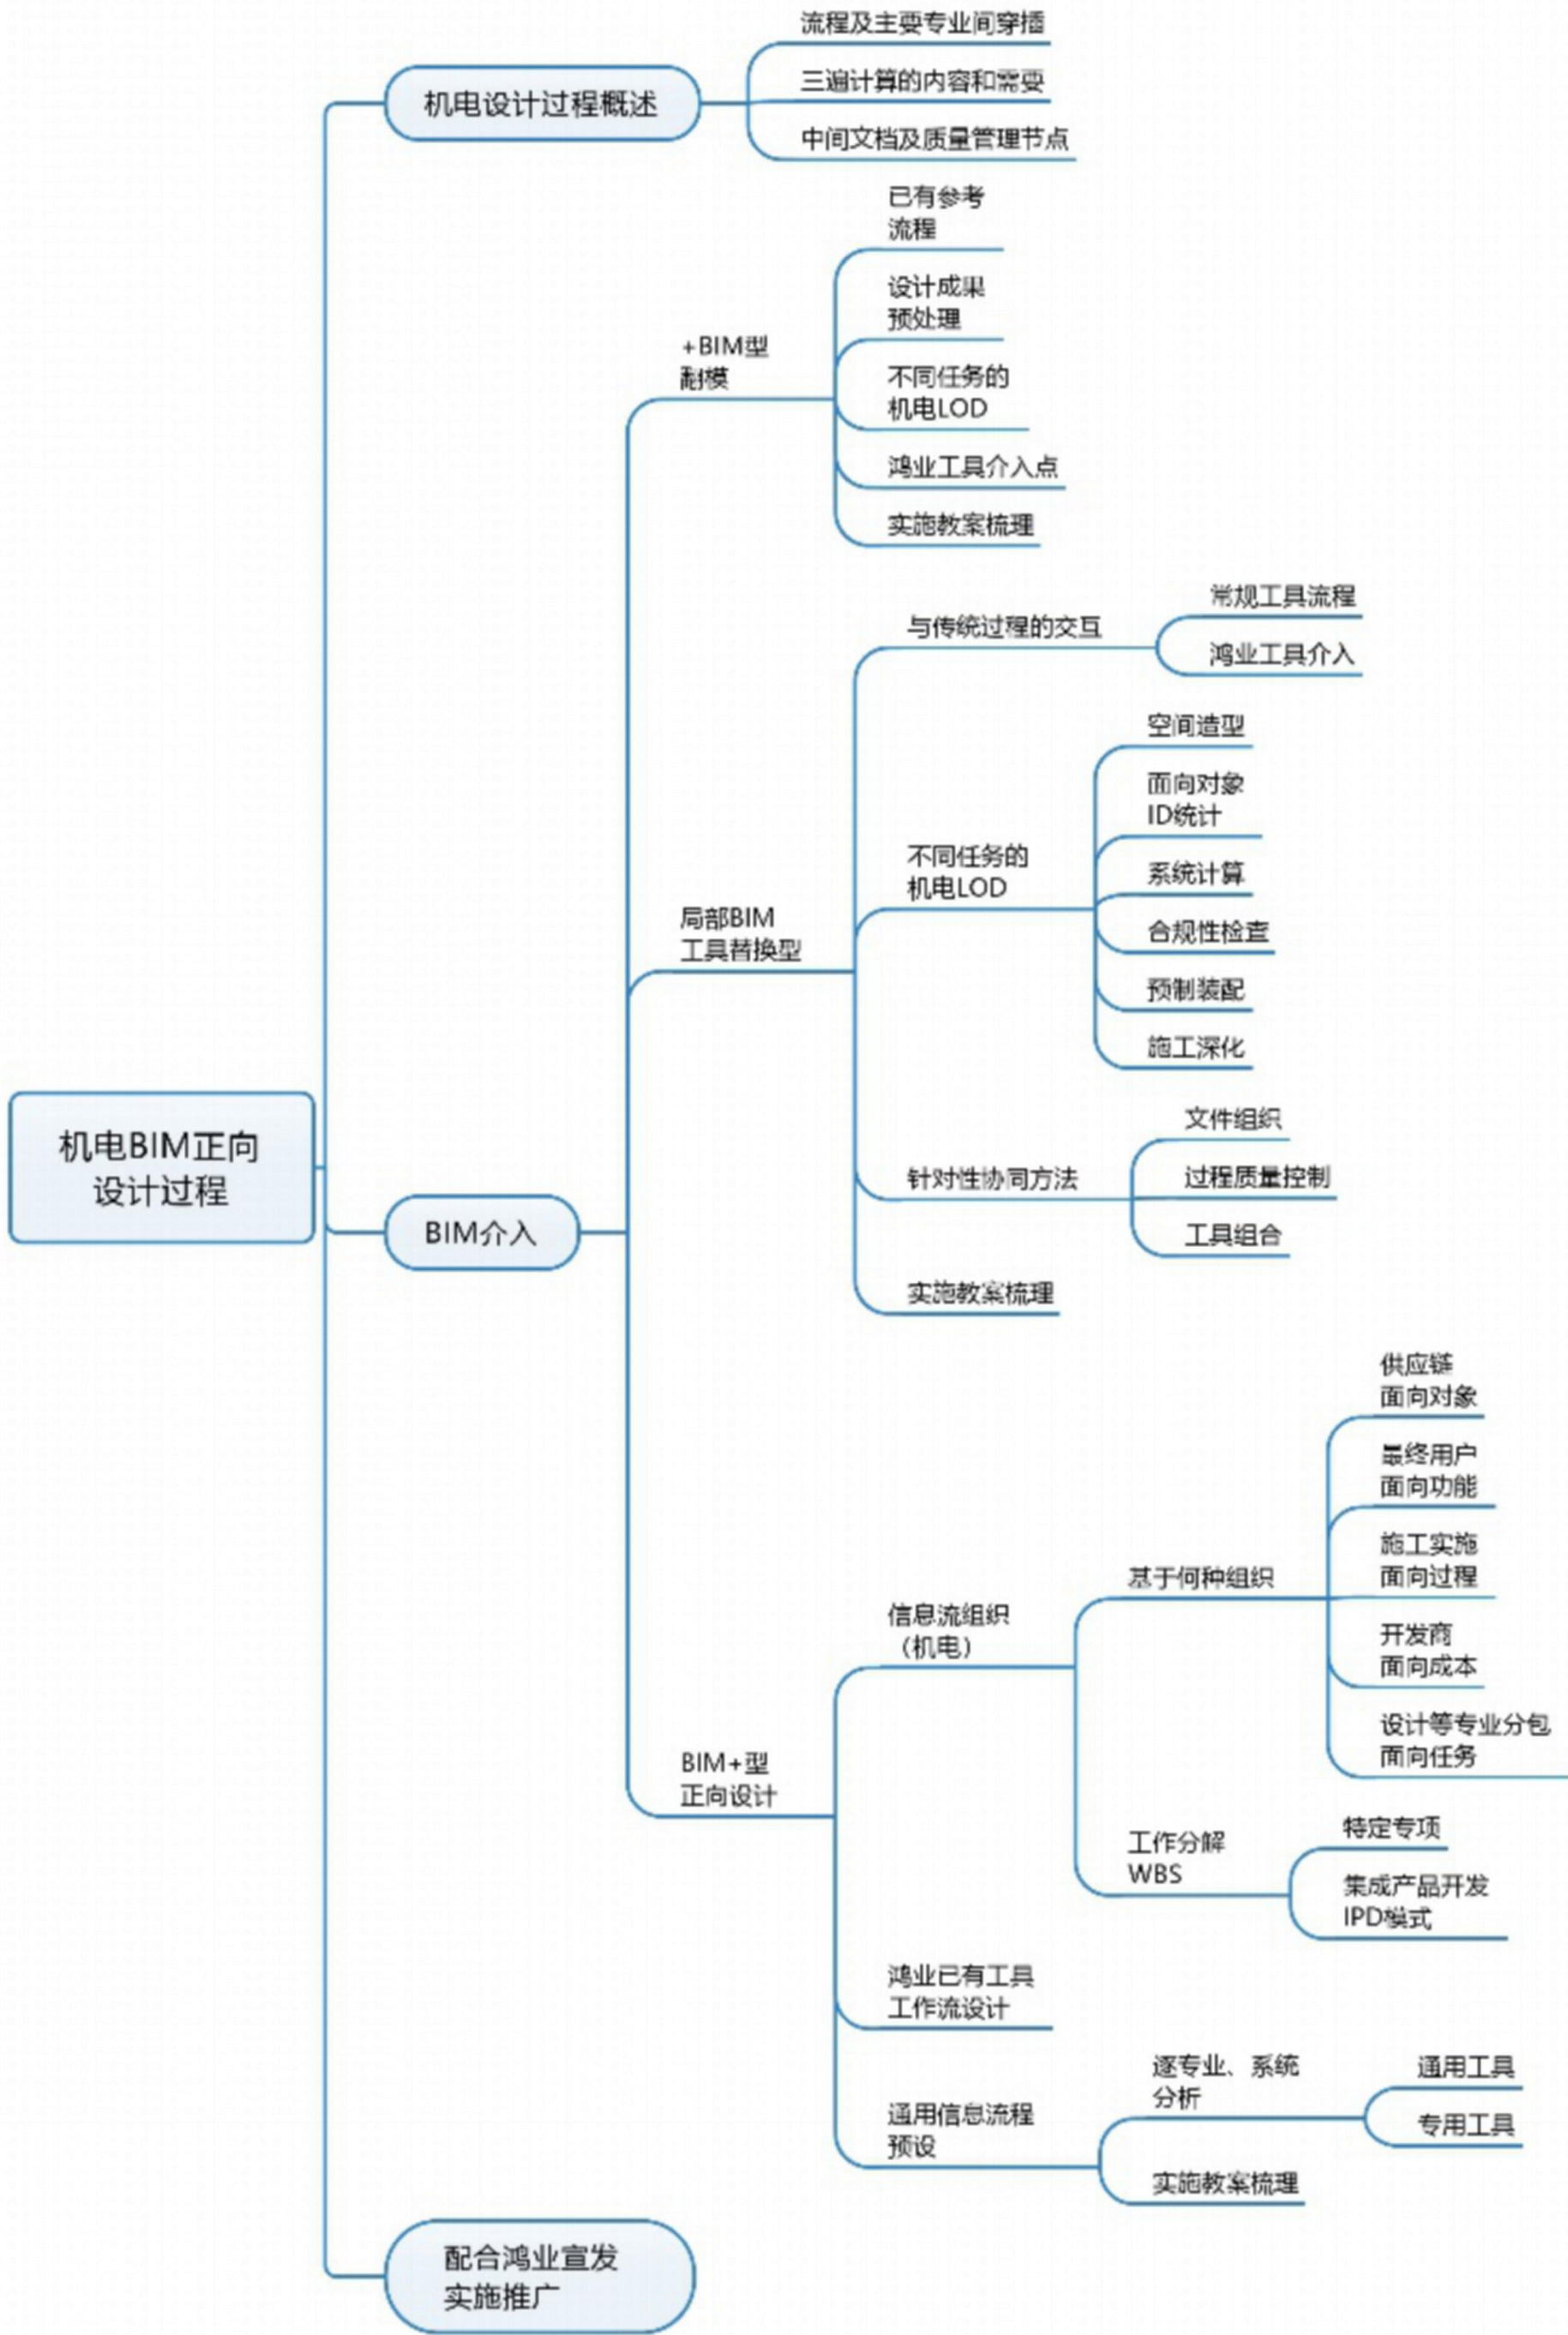 流程及主要专业间穿插
机电设计过程概述
三遍计算的内容和需要
中间文档及质量管理节点
已有参考
流程
设计成果
预处理
+BIM型
翻模
不同任务的
机电LOD
鸿业工具介入点
实施教案梳理
常规工具流程
与传统过程的交互
鸿业工具介入
空间造型
面向对象
ID统计
不同任务的
机电LOD
系统计算
局部BIM
工具替换型
合规性检查
预制装配
施工深化
机电BIM正向
设计过程
文件组织
针对性协同方法
过程质量控制
BIM介入
工具组合
实施教案梳理
供应链
面向对象
最终用户
面向功能
施工实施
面向过程
基于何种组织
信息流组织
（机电）
开发商
面向成本
设计等专业分包
面向任务
BIM+型
正向设计
特定专项
工作分解
WBS
集成产品开发
IPD模式
鸿业已有工具
工作流设计
逐专业、系统
分析
通用工具
通用信息流程
预设
专用工具
实施教案梳理
配合鸿业宣发
实施推广